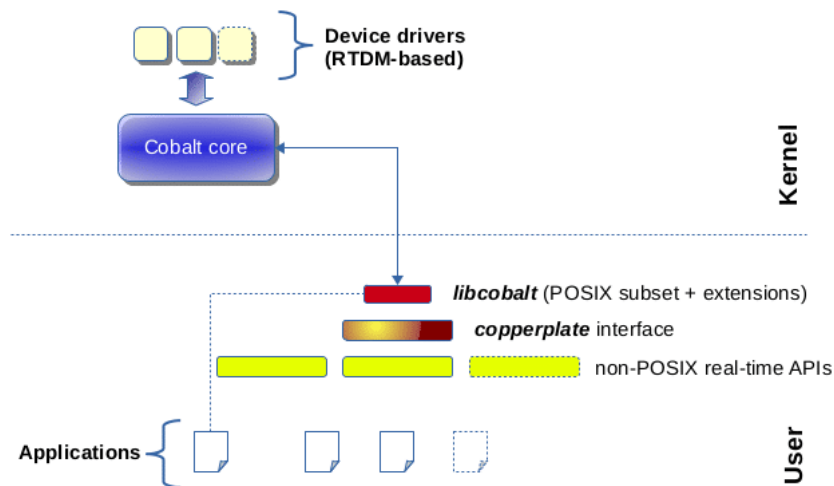 Device drivers
(RTDM-based)
Cobalt core
Kernel
libcobalt (POSIX subset + extensions)
copperplate interface
non-POSIX real-time APIs
Applications
User